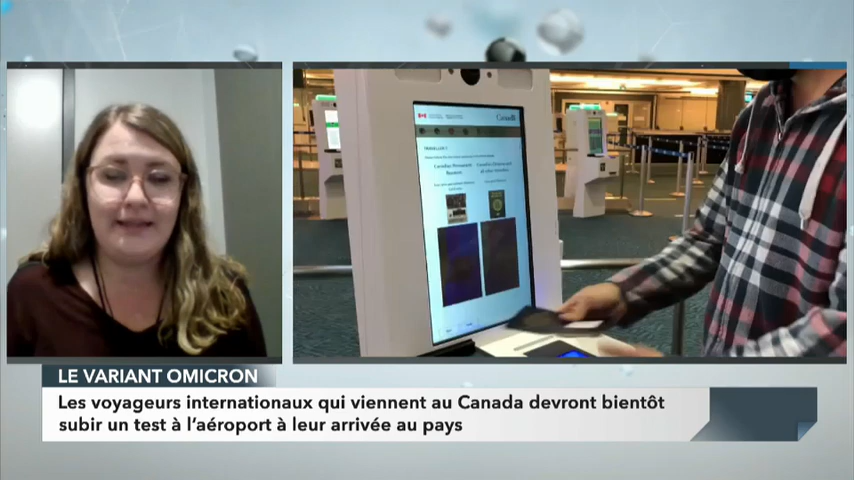 Canada
LE VARIANT OMICRON
Les voyageurs internationaux qui viennent au Canada devront bientôt
subir un test à l'aéroport à leur arrivée au pays